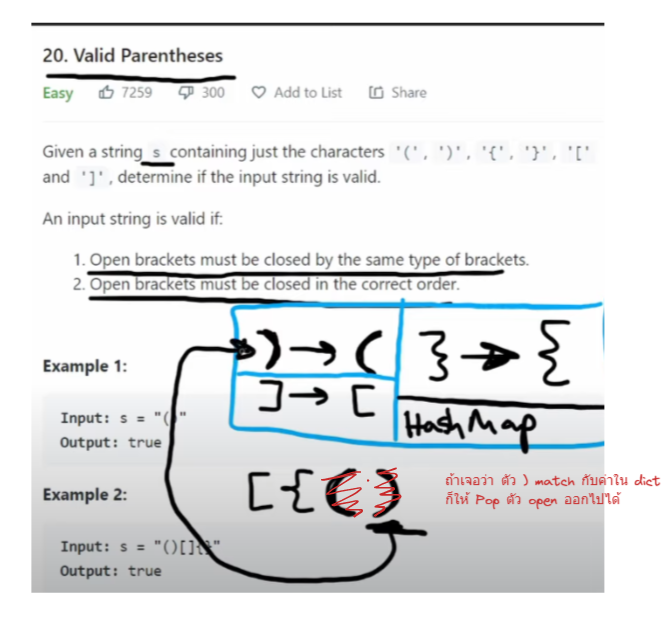 20. Valid Parentheses
Easy 7259 300 Add to List Share
Given a string s containing just the characters '(', ')', '{', '}', '['
and ']', determine if the input string is valid.
An input string is valid if:
1. Open brackets must be closed by the same type of brackets.
2. Open brackets must be closed in the correct order.
) → ( } → {
Example 1:
] → [
HashMap
Input: s = "()"
Output: true
[{()
ถ้าเจอว่า ตัว ) match กับค่าใน dict
ก็ให้ Pop ตัว open ออกไปได้
Example 2:
Input: s = "()[]{}"
Output: true